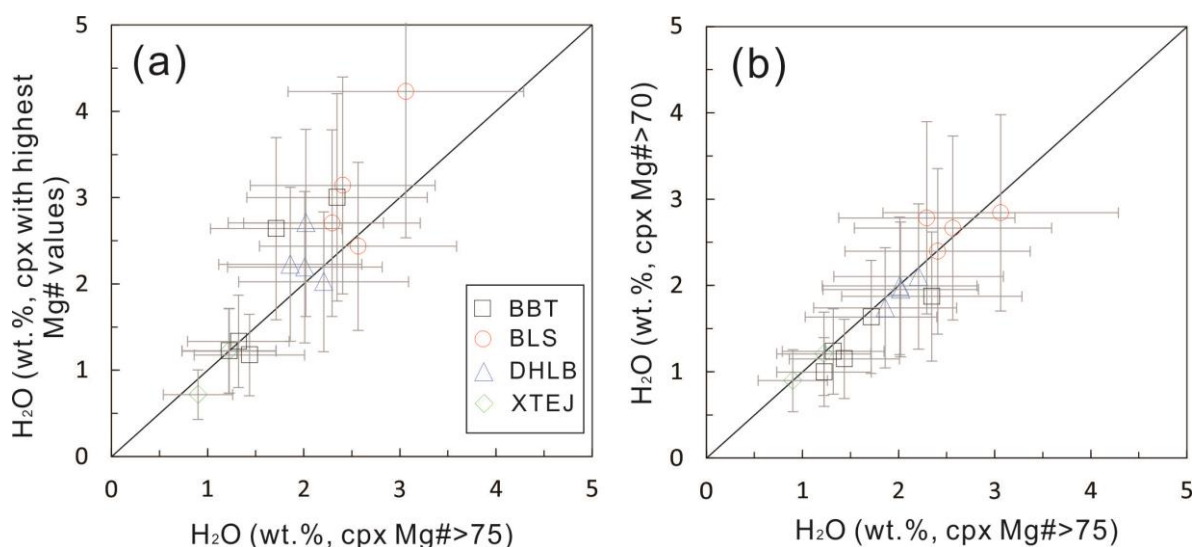 (a)
H2O (wt.%, cpx with highest
Mg# values)
5
4
3
2
1
0
0 1 2 3 4 5
H2O (wt.%, cpx Mg#>75)
BBT
BLS
DHLB
XTEJ
(b)
H2O (wt.%, cpx Mg#>70)
5
4
3
2
1
0
0 1 2 3 4 5
H2O (wt.%, cpx Mg#>75)